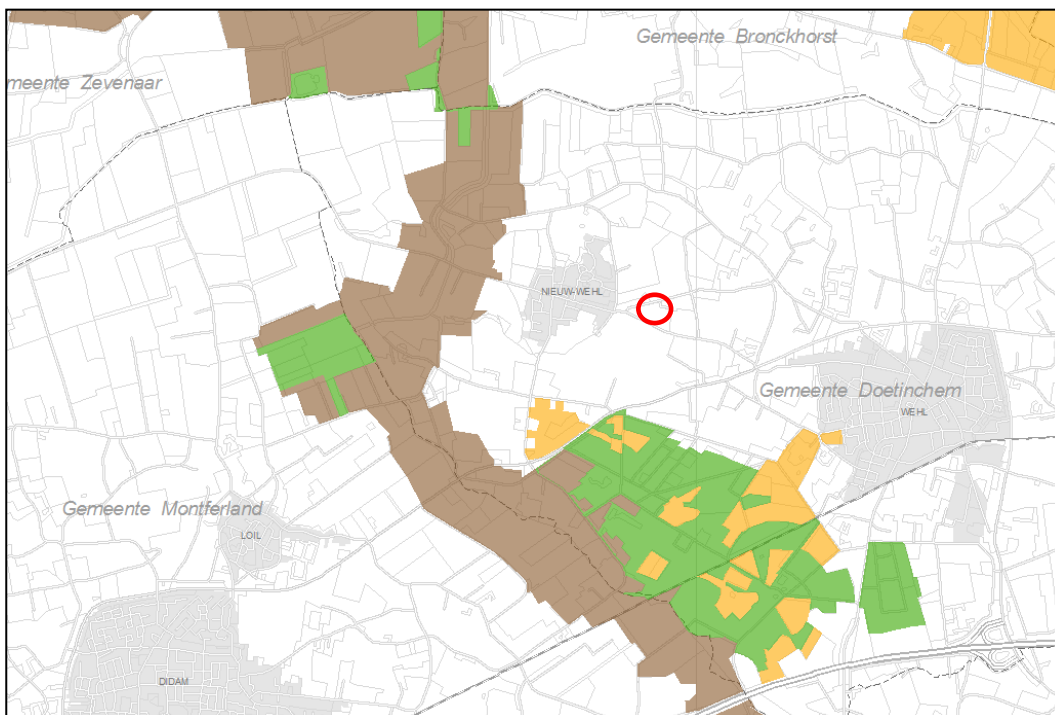 Gemeente Bronckhorst
meente Zevenaar
NIEUW-WEHL
Gemeente Doetinchem
WEHL
Gemeente Montferland
LOIL
DIDAM